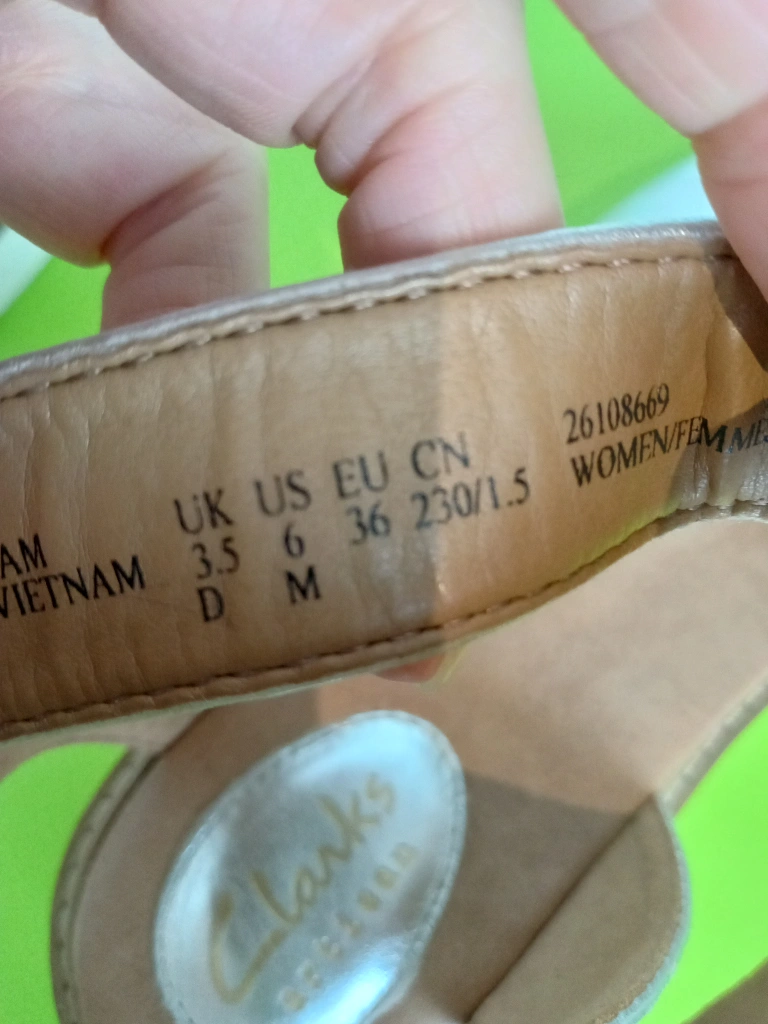 AM
VIETNAM
UK US EU CN
3.5 6 36 230/1.5
D M
26108669
WOMEN/FEMMES
Clarks